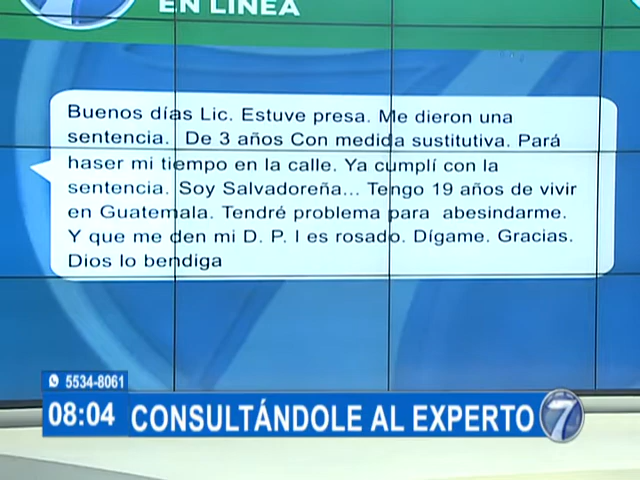 EN LÍNEA
Buenos días Lic. Estuve presa. Me dieron una
sentencia. De 3 años Con medida sustitutiva. Pará
haser mi tiempo en la calle. Ya cumplí con la
sentencia. Soy Salvadoreña... Tengo 19 años de vivir
en Guatemala. Tendré problema para abesindarme.
Y que me den mi D. P. I es rosado. Dígame. Gracias.
Dios lo bendiga
5534-8061
08:04 CONSULTÁNDOLE AL EXPERTO 7